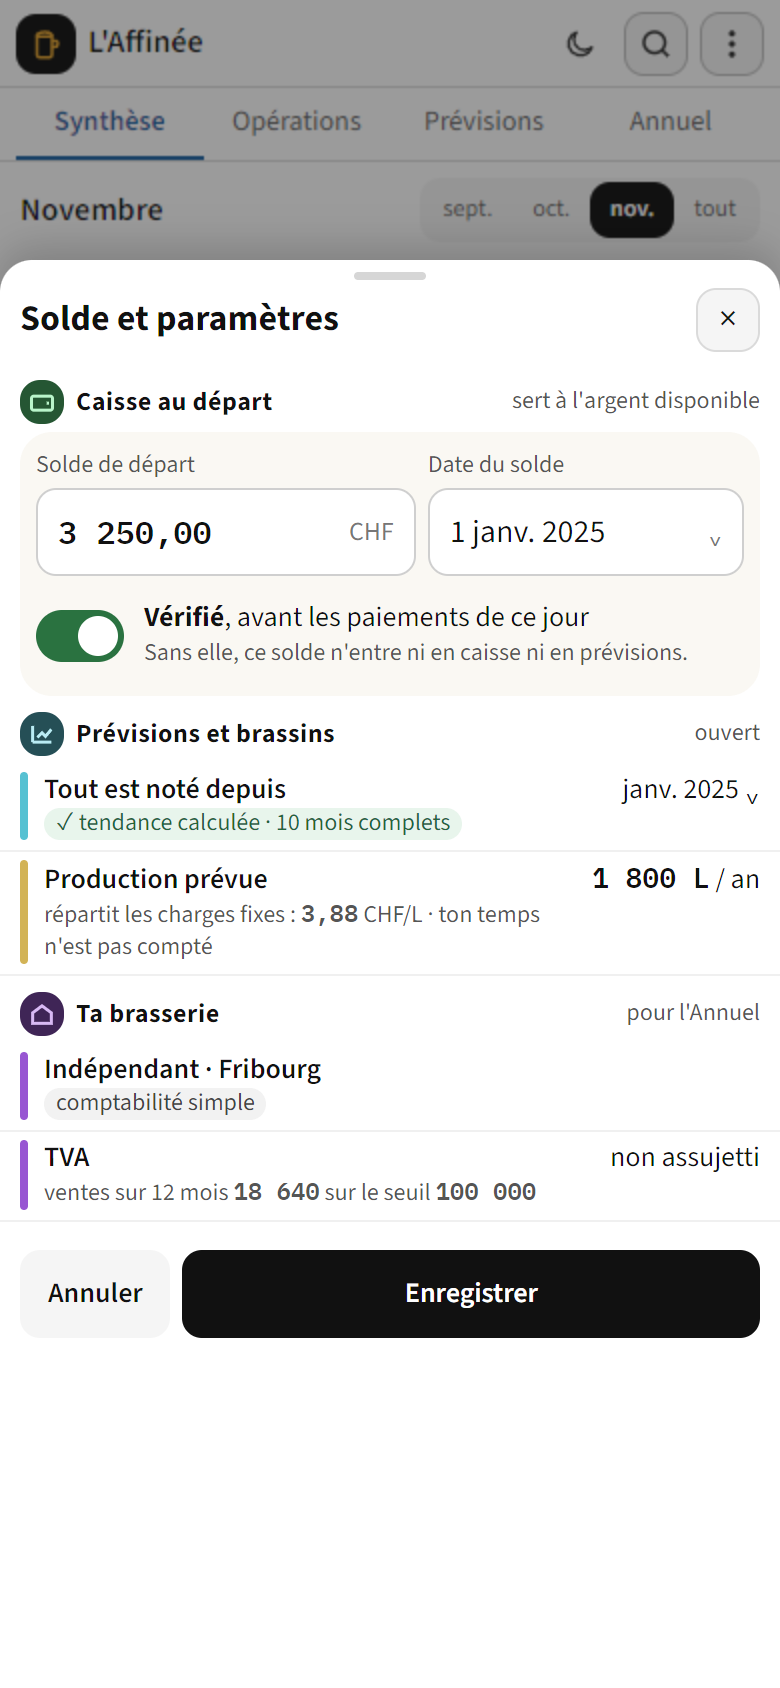 L'Affinée
Synthèse Opérations Prévisions Annuel
Novembre sept. oct. nov. tout
Solde et paramètres ×
Caisse au départ sert à l'argent disponible
Solde de départ Date du solde
3 250,00 CHF 1 janv. 2025
Vérifié, avant les paiements de ce jour
Sans elle, ce solde n'entre ni en caisse ni en prévisions.
Prévisions et brassins ouvert
Tout est noté depuis janv. 2025
✓ tendance calculée · 10 mois complets
Production prévue 1 800 L / an
répartit les charges fixes : 3,88 CHF/L · ton temps
n'est pas compté
Ta brasserie pour l'Annuel
Indépendant · Fribourg
comptabilité simple
TVA non assujetti
ventes sur 12 mois 18 640 sur le seuil 100 000
Annuler Enregistrer